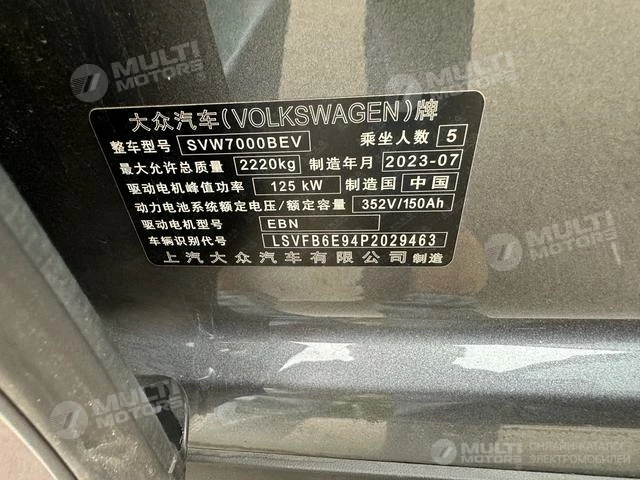 MULTI MOTORS
MULTI MOTORS
大众汽车(VOLKSWAGEN)牌
整车型号 SVW7000BEV 乘坐人数 5
最大允许总质量 2220kg 制造年月 2023-07
驱动电机峰值功率 125 kW 制造国 中国
动力电池系统额定电压/额定容量 352V/150Ah
驱动电机型号 EBN
车辆识别代号 LSVFB6E94P2029463
上汽大众汽车有限公司 制造
MULTI MOTORS
MULTI MOTORS
MULTI MOTORS ОНЛАЙН-КАТАЛОГ ЭЛЕКТРОМОБИЛЕЙ